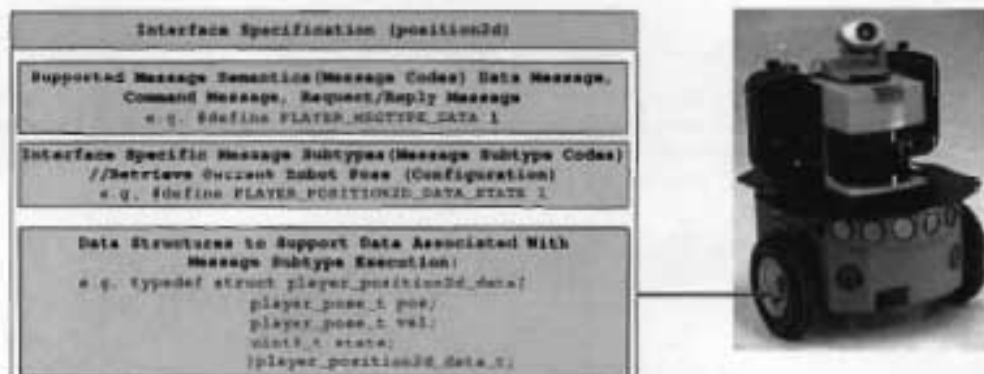 Interface Specification (position2d)
Supported Message Semantics(Message Codes) Data Message,
Command Message, Request/Reply Message
e.g. #define PLAYER_MSGTYPE_DATA 1
Interface Specific Message Subtypes(Message Subtype Codes)
//Retrieve Current Robot Pose (Configuration)
e.g. #define PLAYER_POSITION2D_DATA_STATE 1
Data Structures to Support Data Associated With
Message Subtype Execution:
e.g. typedef struct player_position2d_data{
player_pose_t pos;
player_pose_t vel;
uint8_t state;
}player_position2d_data_t;